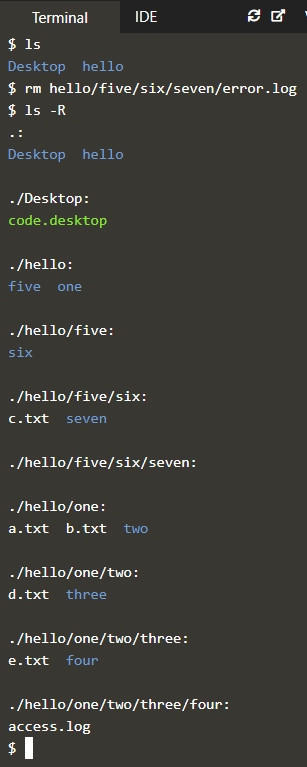 Terminal IDE
$ ls
Desktop  hello
$ rm hello/five/six/seven/error.log
$ ls -R
.:
Desktop  hello

./Desktop:
code.desktop

./hello:
five  one

./hello/five:
six

./hello/five/six:
c.txt  seven

./hello/five/six/seven:

./hello/one:
a.txt  b.txt  two

./hello/one/two:
d.txt  three

./hello/one/two/three:
e.txt  four

./hello/one/two/three/four:
access.log
$